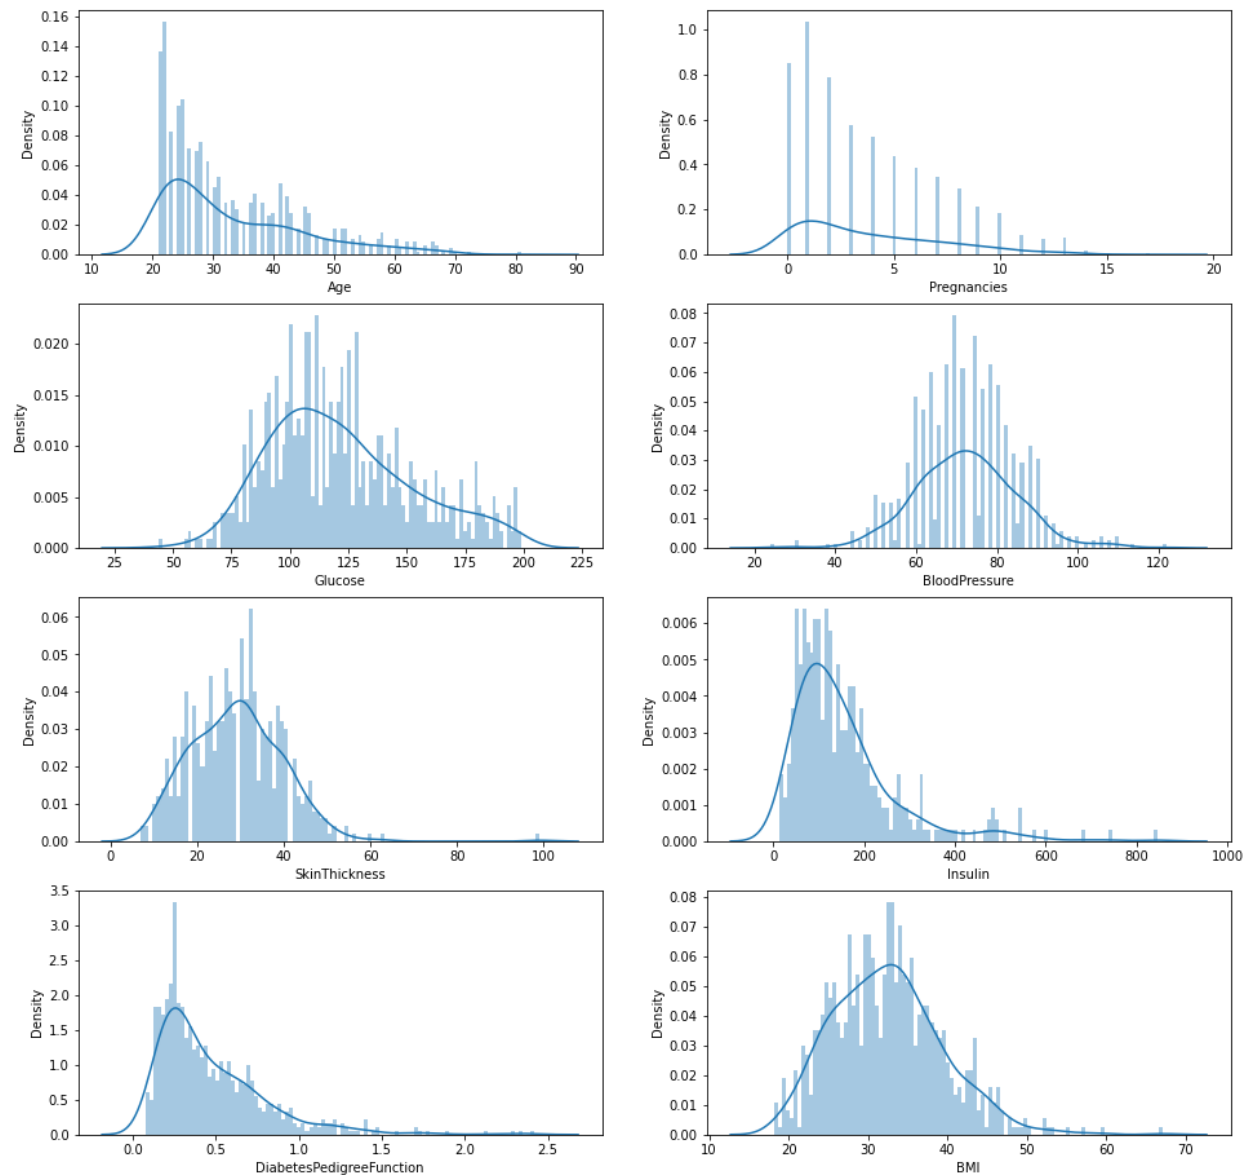 0.16
0.14
0.12
0.10
0.08
0.06
0.04
0.02
0.00
Density
10 20 30 40 50 60 70 80 90
Age
1.0
0.8
0.6
0.4
0.2
0.0
Density
0 5 10 15 20
Pregnancies
0.020
0.015
0.010
0.005
0.000
Density
25 50 75 100 125 150 175 200 225
Glucose
0.08
0.07
0.06
0.05
0.04
0.03
0.02
0.01
0.00
Density
20 40 60 80 100 120
BloodPressure
0.06
0.05
0.04
0.03
0.02
0.01
0.00
Density
0 20 40 60 80 100
SkinThickness
0.006
0.005
0.004
0.003
0.002
0.001
0.000
Density
0 200 400 600 800 1000
Insulin
3.5
3.0
2.5
2.0
1.5
1.0
0.5
0.0
Density
0.0 0.5 1.0 1.5 2.0 2.5
DiabetesPedigreeFunction
0.08
0.07
0.06
0.05
0.04
0.03
0.02
0.01
0.00
Density
10 20 30 40 50 60 70
BMI